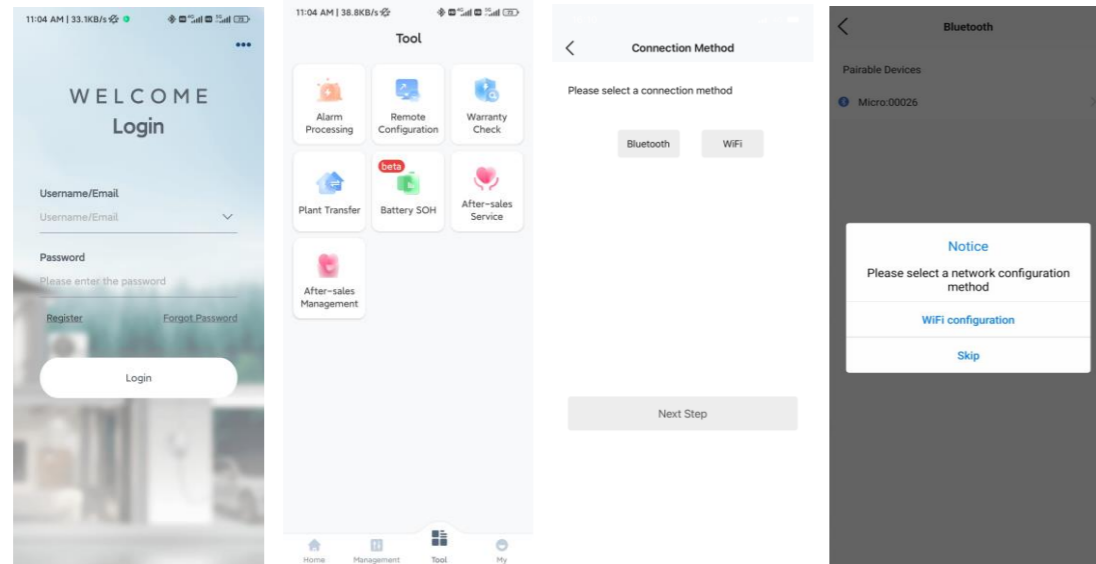 11:04 AM | 33.1KB/s
WELCOME
Login
Username/Email
Username/Email
Password
Please enter the password
Register Forgot Password
Login
11:04 AM | 38.8KB/s
Tool
Alarm
Processing
Remote
Configuration
Warranty
Check
Plant Transfer
beta
Battery SOH
After-sales
Service
After-sales
Management
Home Management Tool My
Connection Method
Please select a connection method
Bluetooth WiFi
Next Step
Bluetooth
Pairable Devices
Micro:00026
Notice
Please select a network configuration
method
WiFi configuration
Skip